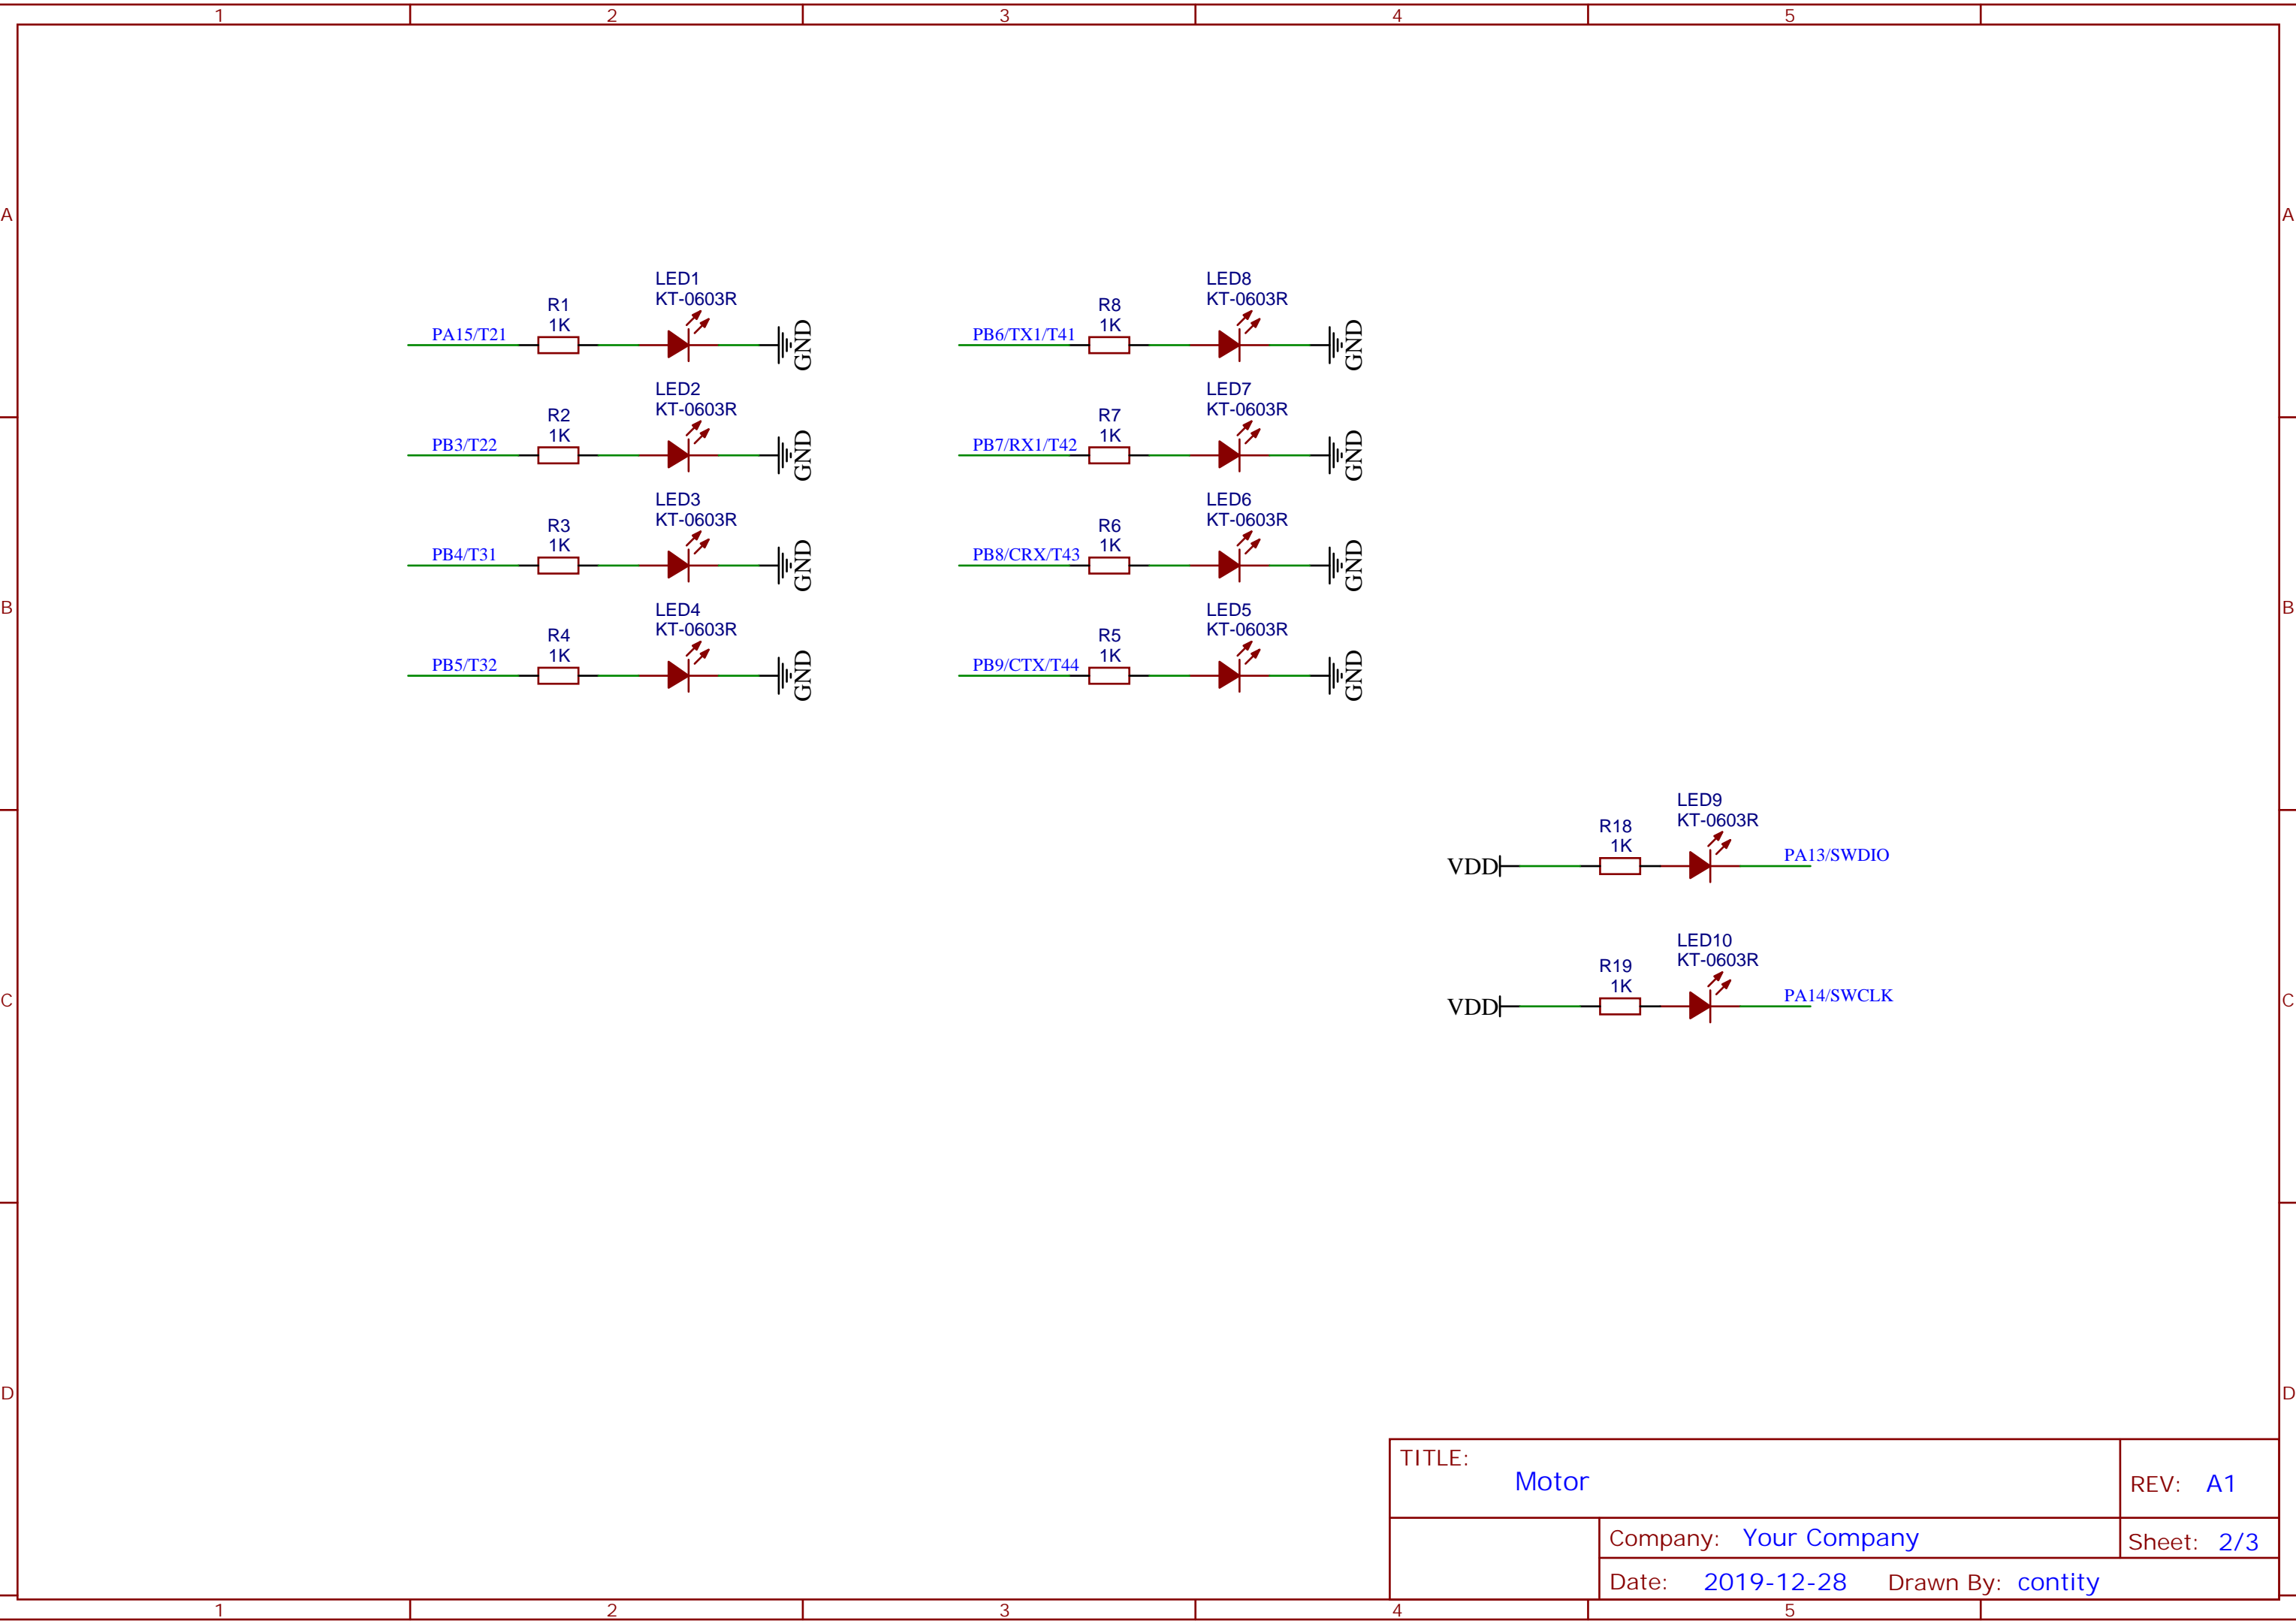 1 2 3 4 5
A A
LED1
KT-0603R
R1
1K
PA15/T21
GND
LED8
KT-0603R
R8
1K
PB6/TX1/T41
GND
LED2
KT-0603R
R2
1K
PB3/T22
GND
LED7
KT-0603R
R7
1K
PB7/RX1/T42
GND
LED3
KT-0603R
R3
1K
PB4/T31
GND
LED6
KT-0603R
R6
1K
PB8/CRX/T43
GND
B B
LED4
KT-0603R
R4
1K
PB5/T32
GND
LED5
KT-0603R
R5
1K
PB9/CTX/T44
GND
LED9
KT-0603R
R18
1K
VDD
PA13/SWDIO
LED10
KT-0603R
R19
1K
VDD
PA14/SWCLK
C C
D D
TITLE:
Motor
REV: A1
Company: Your Company
Sheet: 2/3
Date: 2019-12-28 Drawn By: contity
1 2 3 4 5